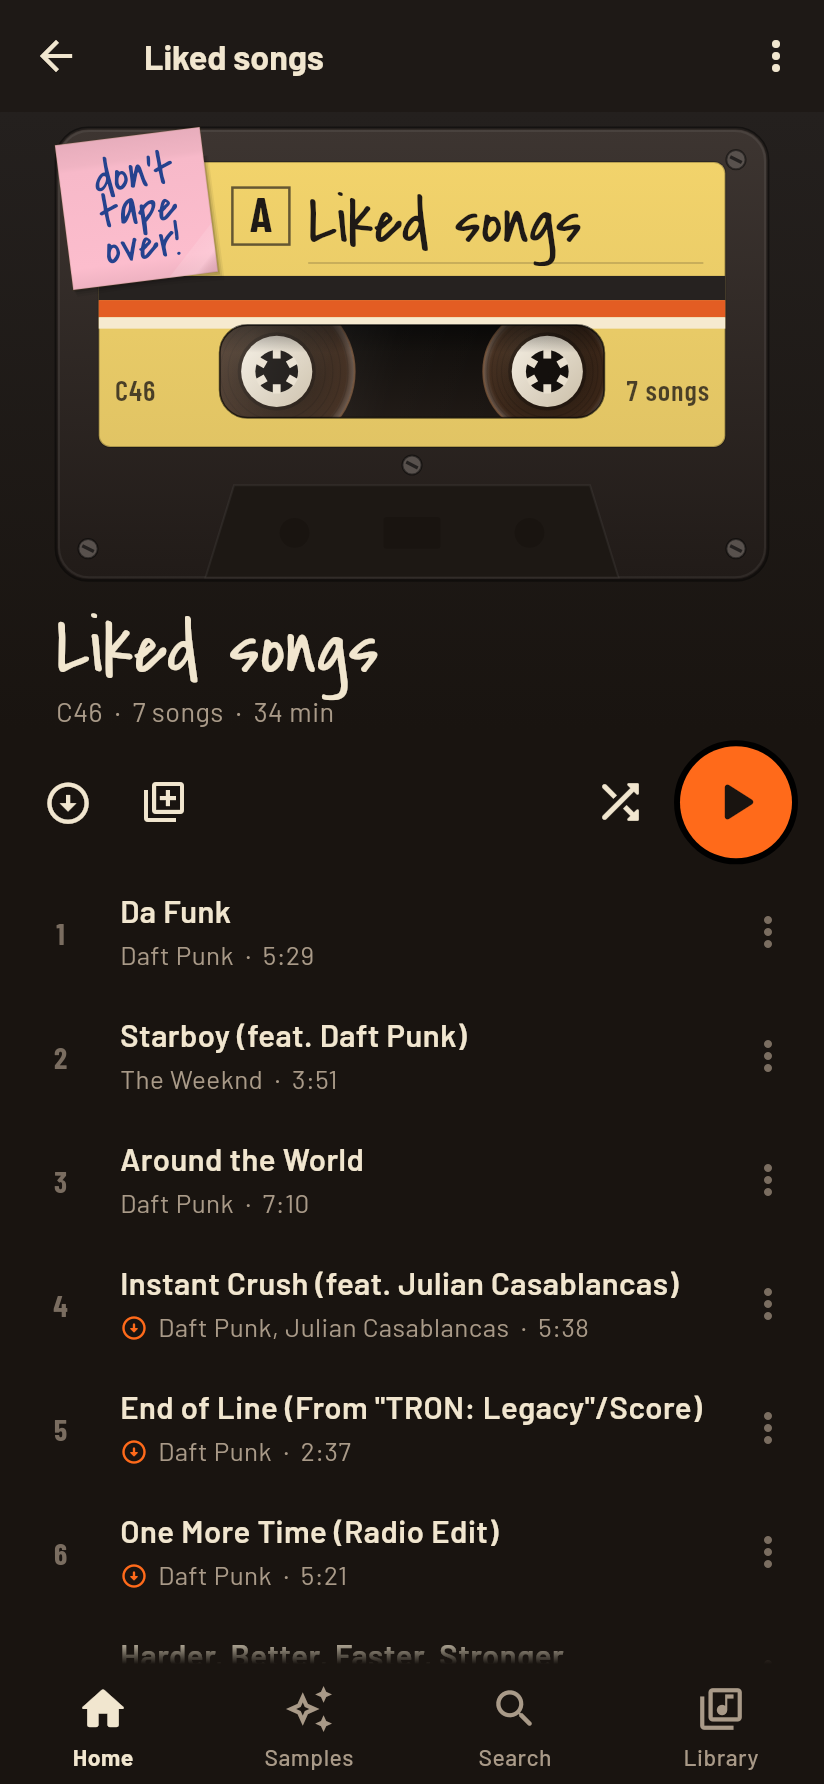 Liked songs
don't
tape
over!
A
Liked songs
C46
7 songs
Liked songs
C46 · 7 songs · 34 min
1
Da Funk
Daft Punk · 5:29
2
Starboy (feat. Daft Punk)
The Weeknd · 3:51
3
Around the World
Daft Punk · 7:10
4
Instant Crush (feat. Julian Casablancas)
Daft Punk, Julian Casablancas · 5:38
5
End of Line (From "TRON: Legacy"/Score)
Daft Punk · 2:37
6
One More Time (Radio Edit)
Daft Punk · 5:21
Harder, Better, Faster, Stronger
Home
Samples
Search
Library